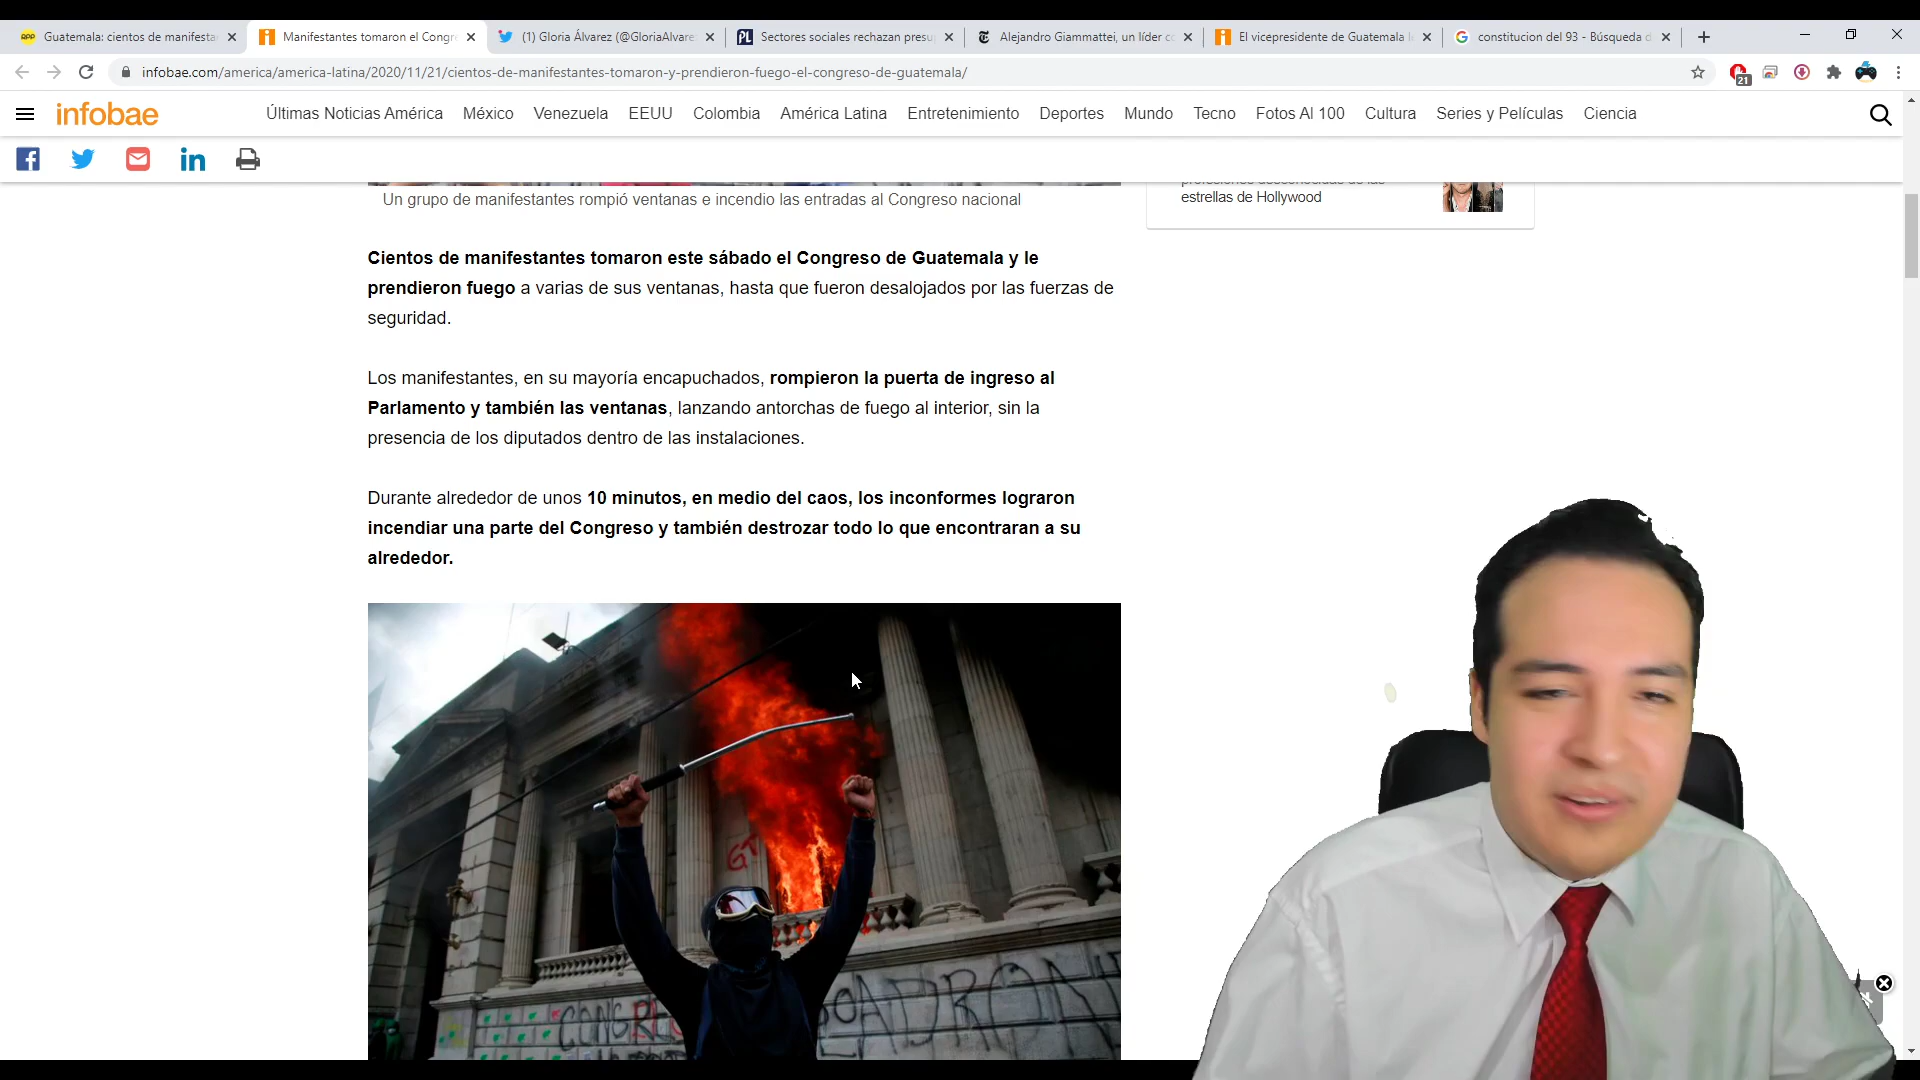 Guatemala: cientos de manifesta
Manifestantes tomaron el Congre
(1) Gloria Álvarez (@GloriaAlvare
Sectores sociales rechazan presu
Alejandro Giammattei, un líder c
El vicepresidente de Guatemala l
constitucion del 93 - Búsqueda d
infobae.com/america/america-latina/2020/11/21/cientos-de-manifestantes-tomaron-y-prendieron-fuego-el-congreso-de-guatemala/
21
infobae
Últimas Noticias América México Venezuela EEUU Colombia América Latina Entretenimiento Deportes Mundo Tecno Fotos Al 100 Cultura Series y Películas Ciencia
Un grupo de manifestantes rompió ventanas e incendio las entradas al Congreso nacional
estrellas de Hollywood
Cientos de manifestantes tomaron este sábado el Congreso de Guatemala y le
prendieron fuego a varias de sus ventanas, hasta que fueron desalojados por las fuerzas de
seguridad.
Los manifestantes, en su mayoría encapuchados, rompieron la puerta de ingreso al
Parlamento y también las ventanas, lanzando antorchas de fuego al interior, sin la
presencia de los diputados dentro de las instalaciones.
Durante alrededor de unos 10 minutos, en medio del caos, los inconformes lograron
incendiar una parte del Congreso y también destrozar todo lo que encontraran a su
alrededor.